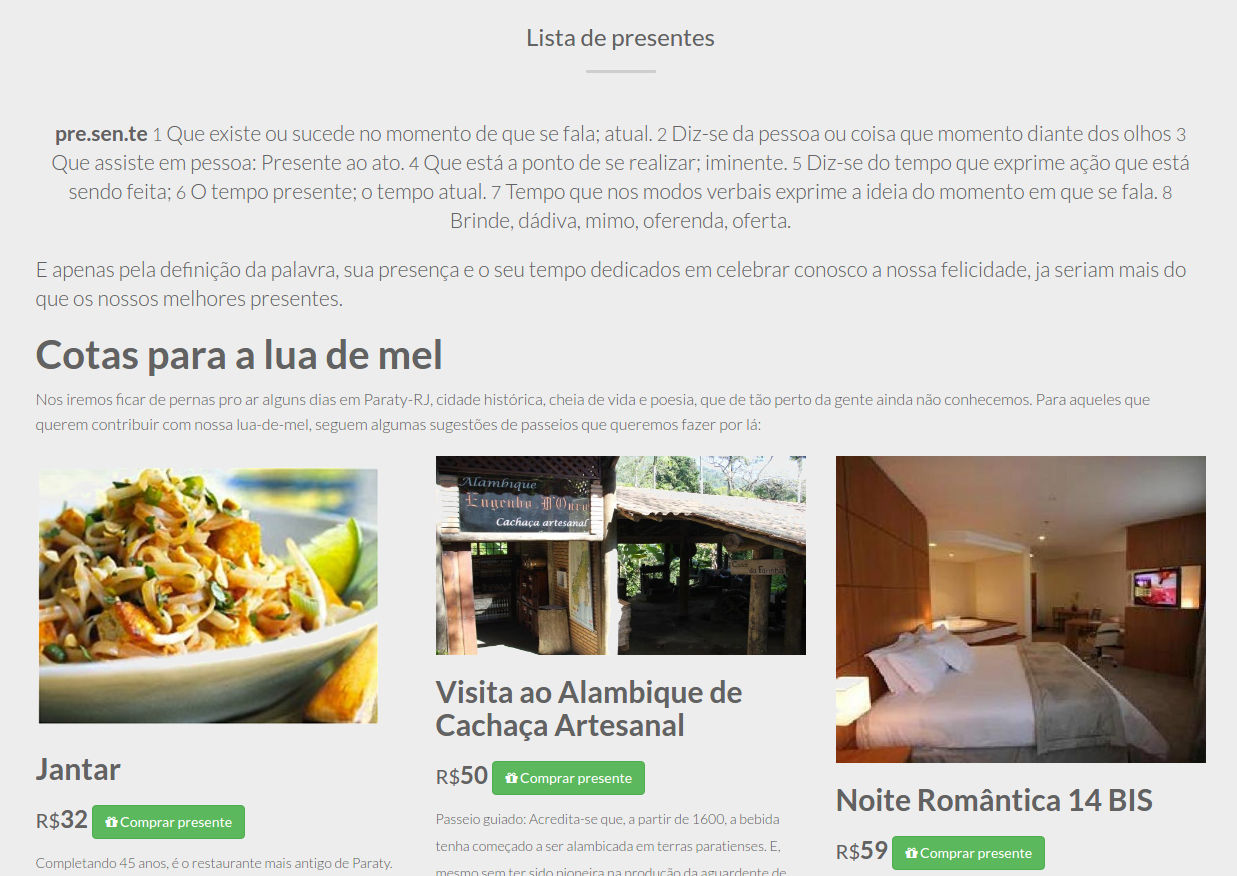 Lista de presentes
pre.sen.te 1 Que existe ou sucede no momento de que se fala; atual. 2 Diz-se da pessoa ou coisa que momento diante dos olhos 3
Que assiste em pessoa: Presente ao ato. 4 Que está a ponto de se realizar; iminente. 5 Diz-se do tempo que exprime ação que está
sendo feita; 6 O tempo presente; o tempo atual. 7 Tempo que nos modos verbais exprime a ideia do momento em que se fala. 8
Brinde, dádiva, mimo, oferenda, oferta.
E apenas pela definição da palavra, sua presença e o seu tempo dedicados em celebrar conosco a nossa felicidade, ja seriam mais do
que os nossos melhores presentes.
Cotas para a lua de mel
Nos iremos ficar de pernas pro ar alguns dias em Paraty-RJ, cidade histórica, cheia de vida e poesia, que de tão perto da gente ainda não conhecemos. Para aqueles que
querem contribuir com nossa lua-de-mel, seguem algumas sugestões de passeios que queremos fazer por lá:
Jantar
R$32 Comprar presente
Completando 45 anos, é o restaurante mais antigo de Paraty.
Alambique
Engenho D'Ouro
Cachaça artesanal
Casa
da Farinha
Visita ao Alambique de
Cachaça Artesanal
R$50 Comprar presente
Passeio guiado: Acredita-se que, a partir de 1600, a bebida
tenha começado a ser alambicada em terras paratienses. E,
mesmo sem ter sido pioneira na produção da aguardente de
Noite Romântica 14 BIS
R$59 Comprar presente